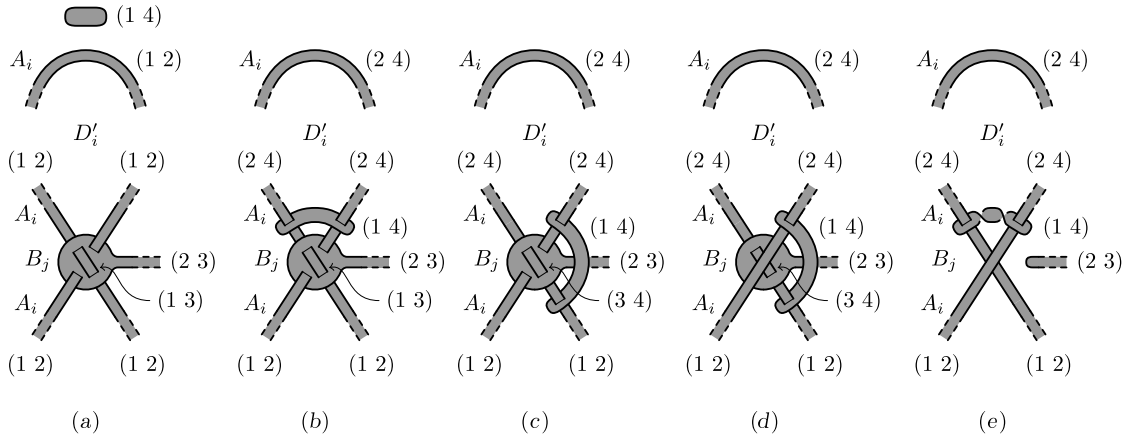 (1 4)
A_i (1 2) A_i (2 4) A_i (2 4) A_i (2 4) A_i (2 4)
D'_i D'_i D'_i D'_i D'_i
(1 2) (1 2) (2 4) (2 4) (2 4) (2 4) (2 4) (2 4) (2 4) (2 4)
A_i A_i A_i A_i A_i
(1 4) (1 4) (1 4) (1 4)
B_j (2 3) B_j (2 3) B_j (2 3) B_j (2 3) B_j (2 3)
A_i (1 3) A_i (1 3) A_i (3 4) A_i (3 4) A_i
(1 2) (1 2) (1 2) (1 2) (1 2) (1 2) (1 2) (1 2) (1 2) (1 2)
(a) (b) (c) (d) (e)